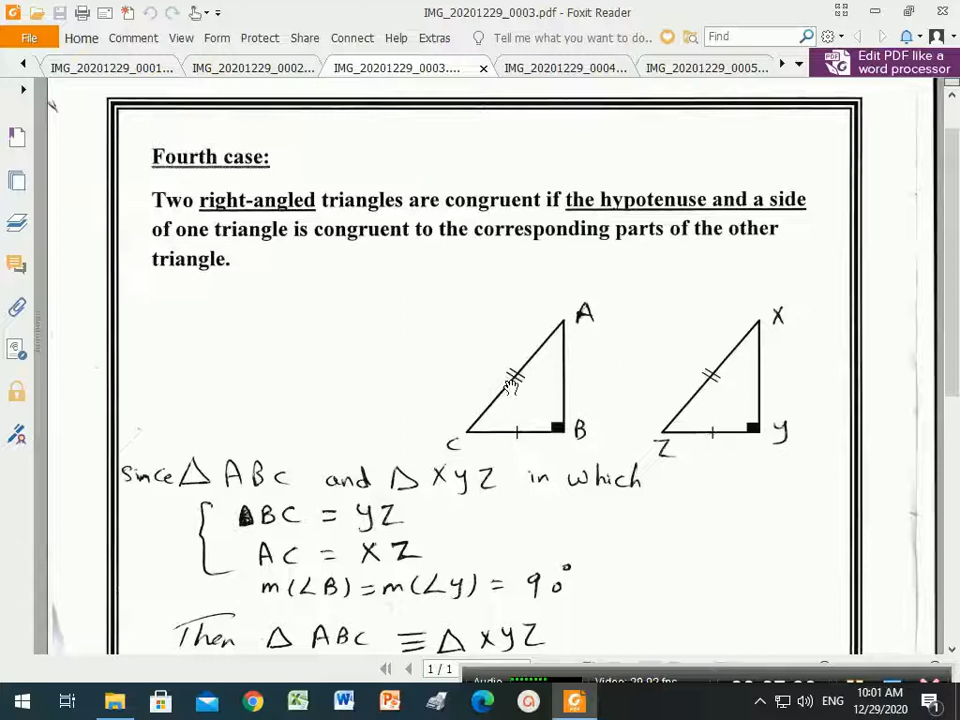 IMG_20201229_0003.pdf - Foxit Reader
File Home Comment View Form Protect Share Connect Help Extras Tell me what you want to do.. Find
IMG_20201229_0001... IMG_20201229_0002... IMG_20201229_0003.... IMG_20201229_0004... IMG_20201229_0005...
Edit PDF like a
word processor
Fourth case:
Two right-angled triangles are congruent if the hypotenuse and a side
of one triangle is congruent to the corresponding parts of the other
triangle.
A X
C B Z y
Since △ ABC and △ XYZ in which
BC = YZ
AC = XZ
m(∠B) = m(∠y) = 90°
Then △ ABC ≡ △ XYZ
1 / 1
Audio
ENG
10:01 AM
12/29/2020